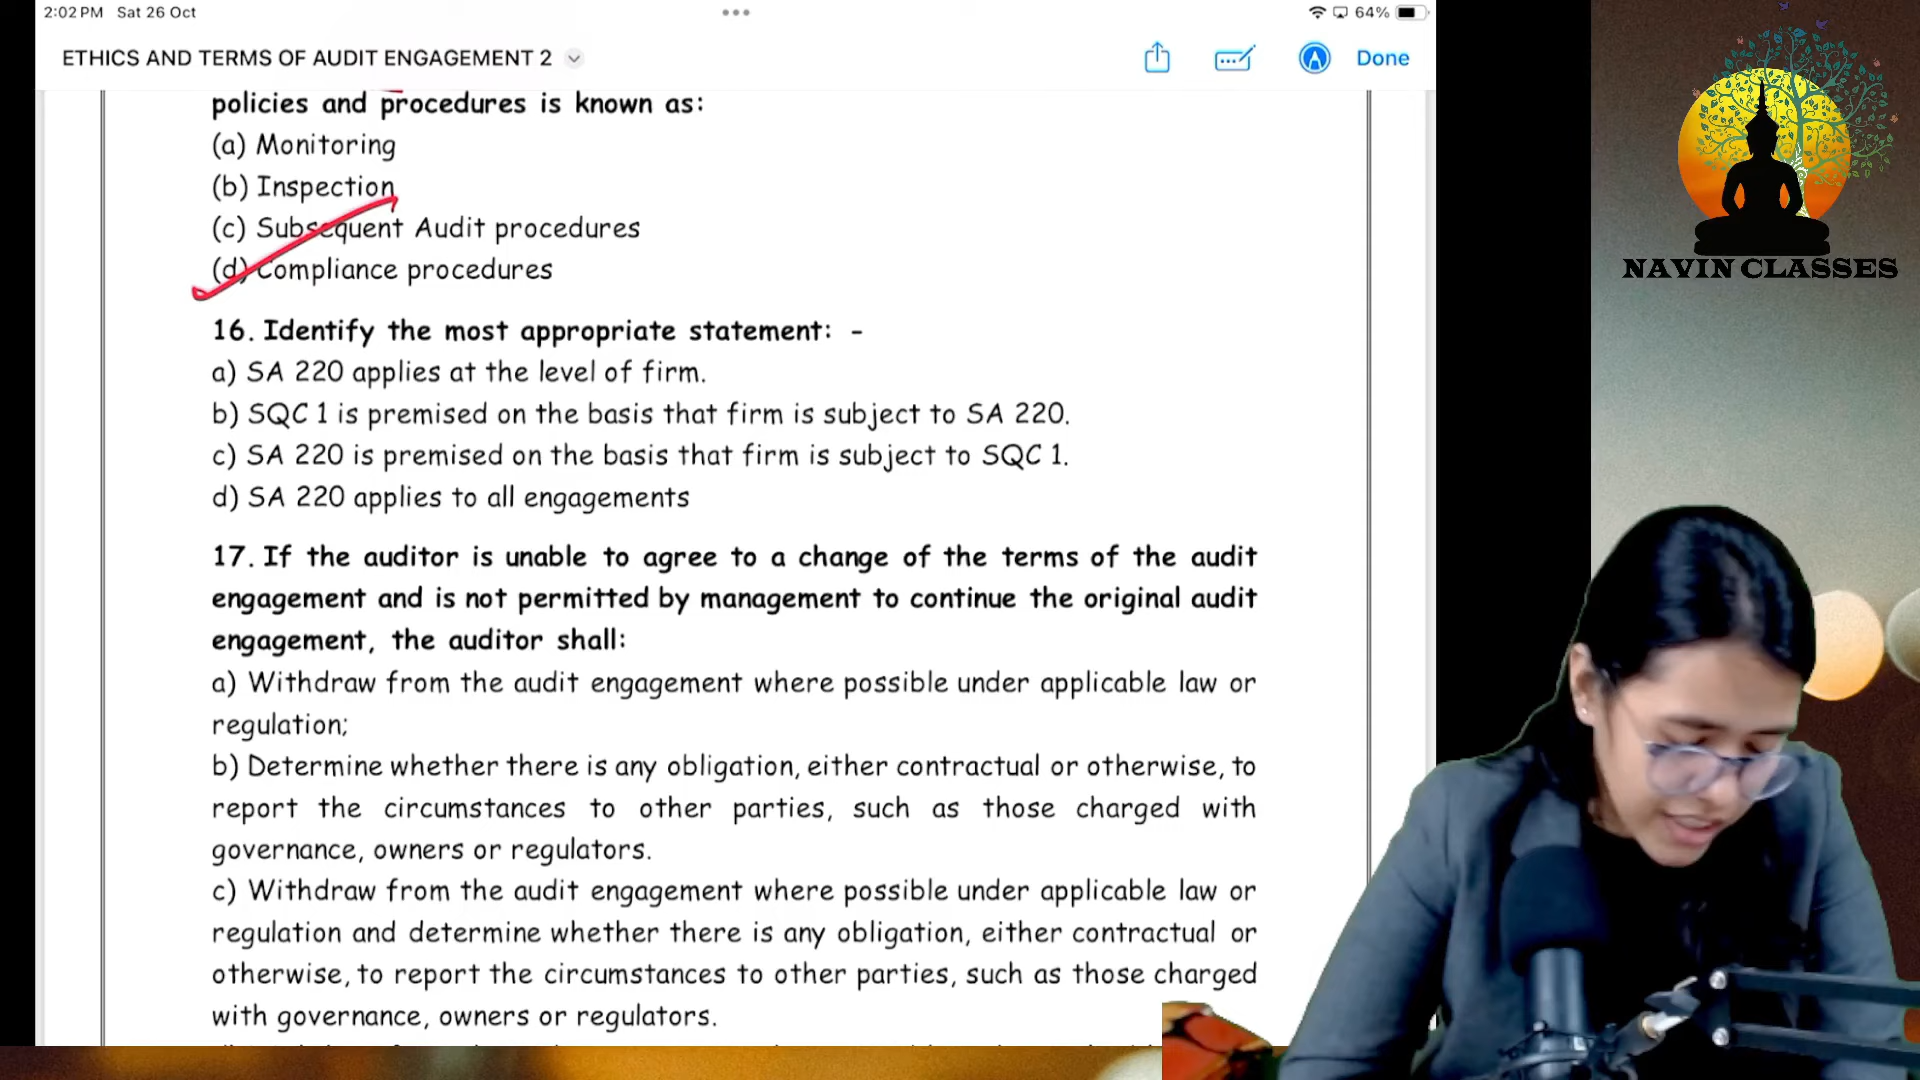 2:02 PM Sat 26 Oct
64%
ETHICS AND TERMS OF AUDIT ENGAGEMENT 2
Done
policies and procedures is known as:
(a) Monitoring
(b) Inspection
(c) Subsequent Audit procedures
(d) Compliance procedures
16. Identify the most appropriate statement: -
a) SA 220 applies at the level of firm.
b) SQC 1 is premised on the basis that firm is subject to SA 220.
c) SA 220 is premised on the basis that firm is subject to SQC 1.
d) SA 220 applies to all engagements
17. If the auditor is unable to agree to a change of the terms of the audit
engagement and is not permitted by management to continue the original audit
engagement, the auditor shall:
a) Withdraw from the audit engagement where possible under applicable law or
regulation;
b) Determine whether there is any obligation, either contractual or otherwise, to
report the circumstances to other parties, such as those charged with
governance, owners or regulators.
c) Withdraw from the audit engagement where possible under applicable law or
regulation and determine whether there is any obligation, either contractual or
otherwise, to report the circumstances to other parties, such as those charged
with governance, owners or regulators.
NAVIN CLASSES